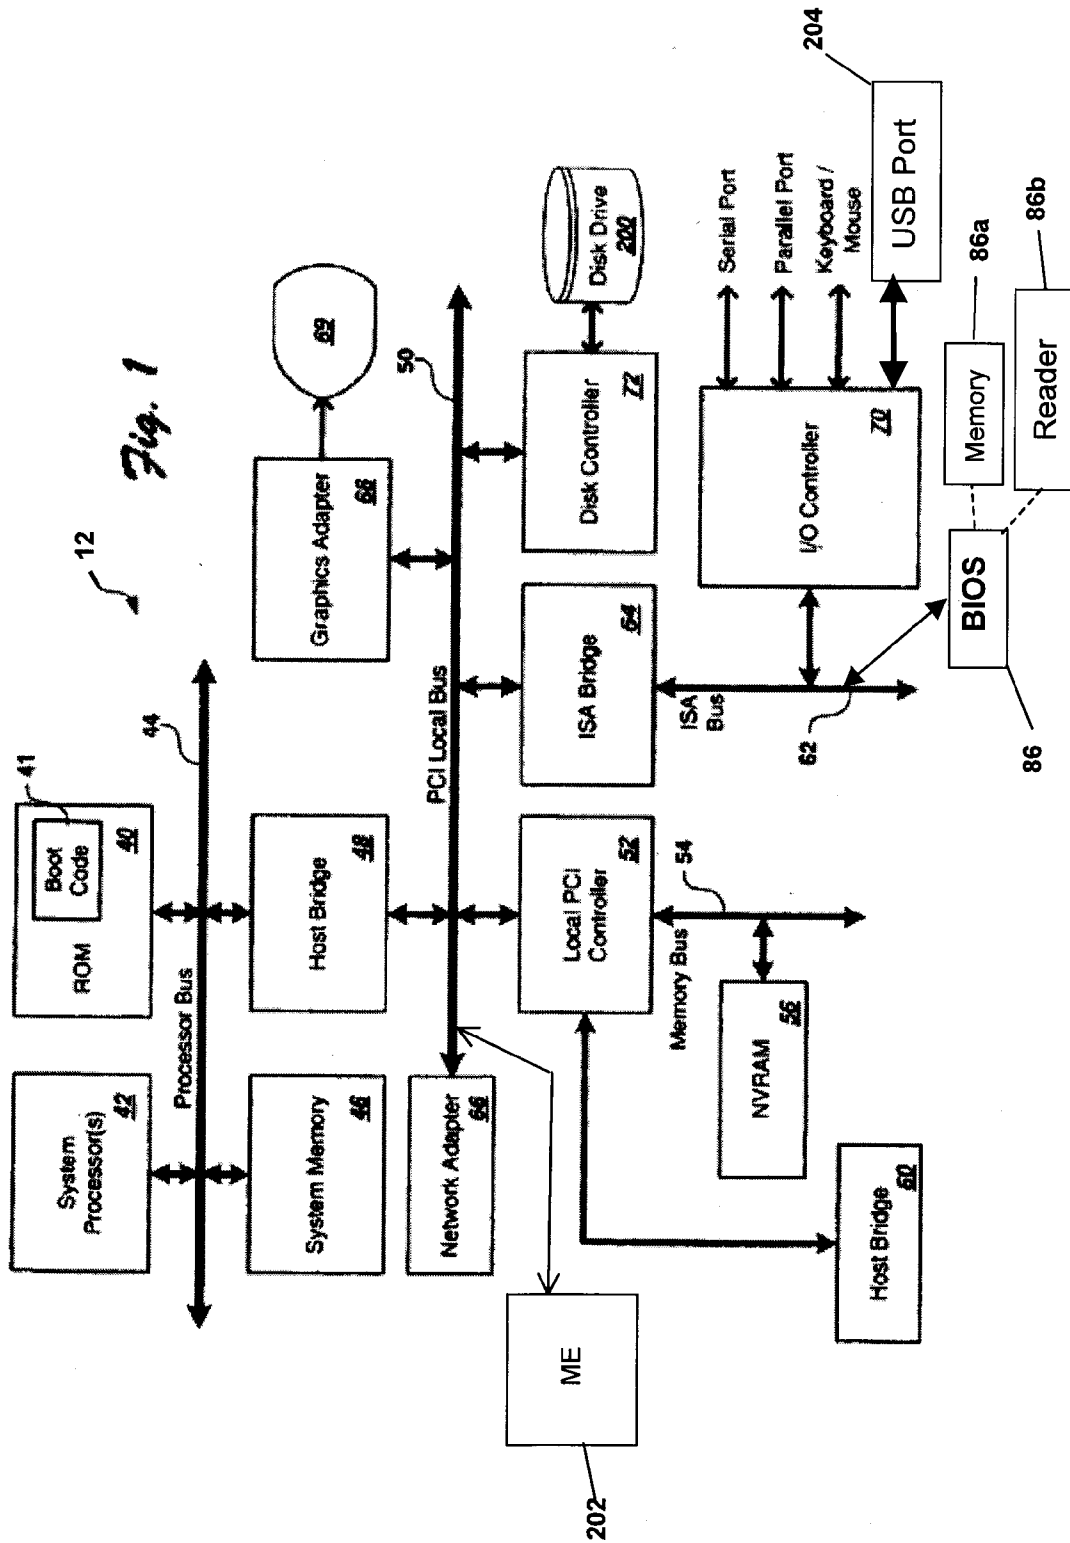 Fig. 1
12
System
Processor(s)
42
ROM
Boot
Code
40
41
Processor Bus
44
System Memory
46
Host Bridge
48
Graphics Adapter
68
69
Network Adapter
66
PCI Local Bus
50
ME
202
Local PCI
Controller
52
ISA Bridge
64
Disk Controller
72
Disk Drive
200
Memory Bus
54
ISA
Bus
62
NVRAM
56
Host Bridge
60
I/O Controller
70
Serial Port
Parallel Port
Keyboard /
Mouse
USB Port
204
BIOS
86
Memory
86a
Reader
86b